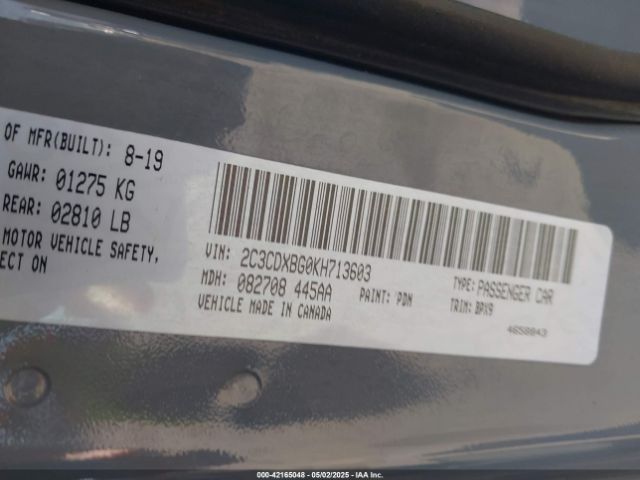 OF MFR(BUILT): 8-19
GAWR: 01275 KG
REAR: 02810 LB
MOTOR VEHICLE SAFETY,
ECT ON
VIN: 2C3CDXBG0KH713603
MDH: 082708 445AA
VEHICLE MADE IN CANADA
PAINT: PDN
TYPE: PASSENGER CAR
TRIM: BPX9
4658843
000-42165048 - 05/02/2025 - IAA Inc.